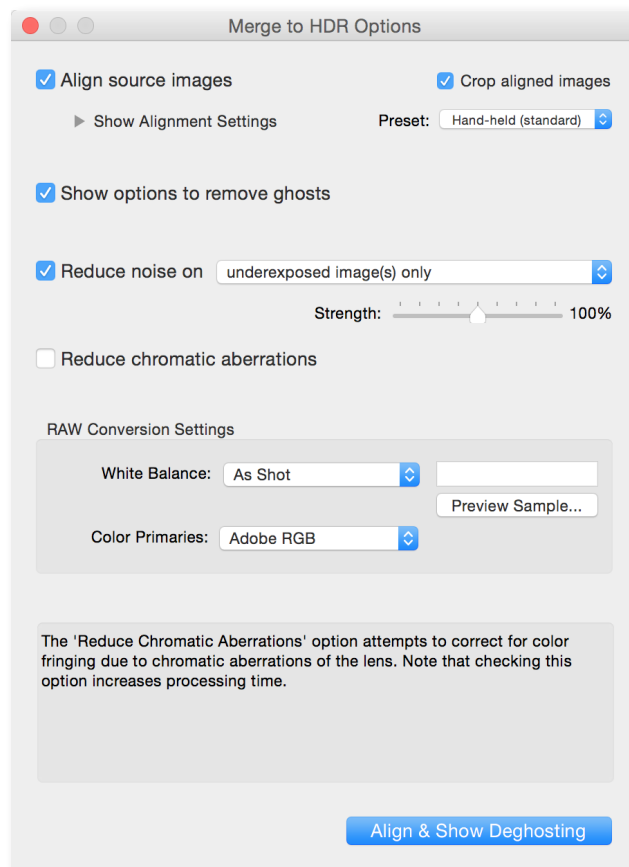 Merge to HDR Options
Align source images
Crop aligned images
Show Alignment Settings
Preset: Hand-held (standard)
Show options to remove ghosts
Reduce noise on underexposed image(s) only
Strength: 100%
Reduce chromatic aberrations
RAW Conversion Settings
White Balance: As Shot
Preview Sample...
Color Primaries: Adobe RGB
The 'Reduce Chromatic Aberrations' option attempts to correct for color
fringing due to chromatic aberrations of the lens. Note that checking this
option increases processing time.
Align & Show Deghosting